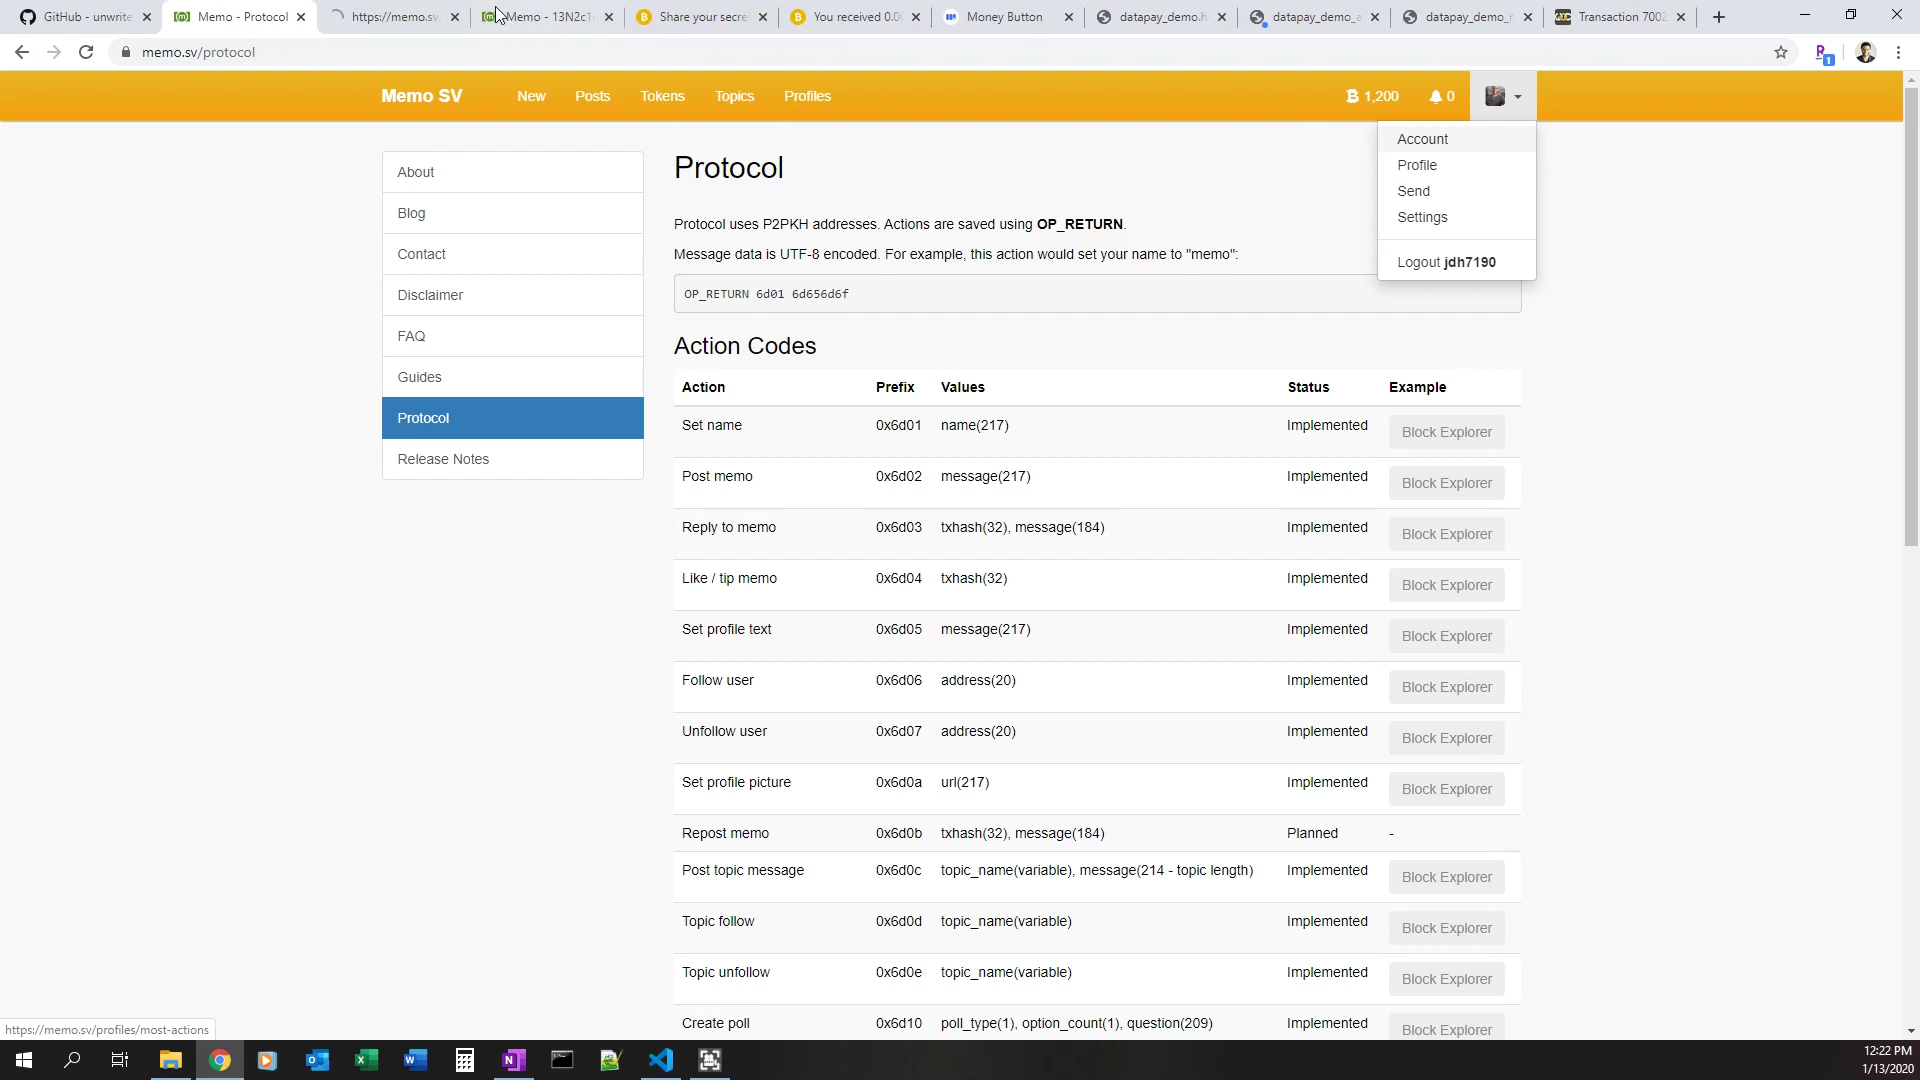 GitHub - unwrite
Memo - Protocol
https://memo.sv
Memo - 13N2c1
Share your secre
You received 0.0
Money Button
datapay_demo.h
datapay_demo_a
datapay_demo_r
Transaction 7002
memo.sv/protocol
Memo SV
New
Posts
Tokens
Topics
Profiles
1,200
0
Account
Profile
Send
Settings
Logout jdh7190
About
Blog
Contact
Disclaimer
FAQ
Guides
Protocol
Release Notes
Protocol
Protocol uses P2PKH addresses. Actions are saved using OP_RETURN.
Message data is UTF-8 encoded. For example, this action would set your name to "memo":
OP_RETURN 6d01 6d656d6f
Action Codes
Action Prefix Values Status Example
Set name 0x6d01 name(217) Implemented Block Explorer
Post memo 0x6d02 message(217) Implemented Block Explorer
Reply to memo 0x6d03 txhash(32), message(184) Implemented Block Explorer
Like / tip memo 0x6d04 txhash(32) Implemented Block Explorer
Set profile text 0x6d05 message(217) Implemented Block Explorer
Follow user 0x6d06 address(20) Implemented Block Explorer
Unfollow user 0x6d07 address(20) Implemented Block Explorer
Set profile picture 0x6d0a url(217) Implemented Block Explorer
Repost memo 0x6d0b txhash(32), message(184) Planned -
Post topic message 0x6d0c topic_name(variable), message(214 - topic length) Implemented Block Explorer
Topic follow 0x6d0d topic_name(variable) Implemented Block Explorer
Topic unfollow 0x6d0e topic_name(variable) Implemented Block Explorer
Create poll 0x6d10 poll_type(1), option_count(1), question(209) Implemented Block Explorer
https://memo.sv/profiles/most-actions
12:22 PM
1/13/2020